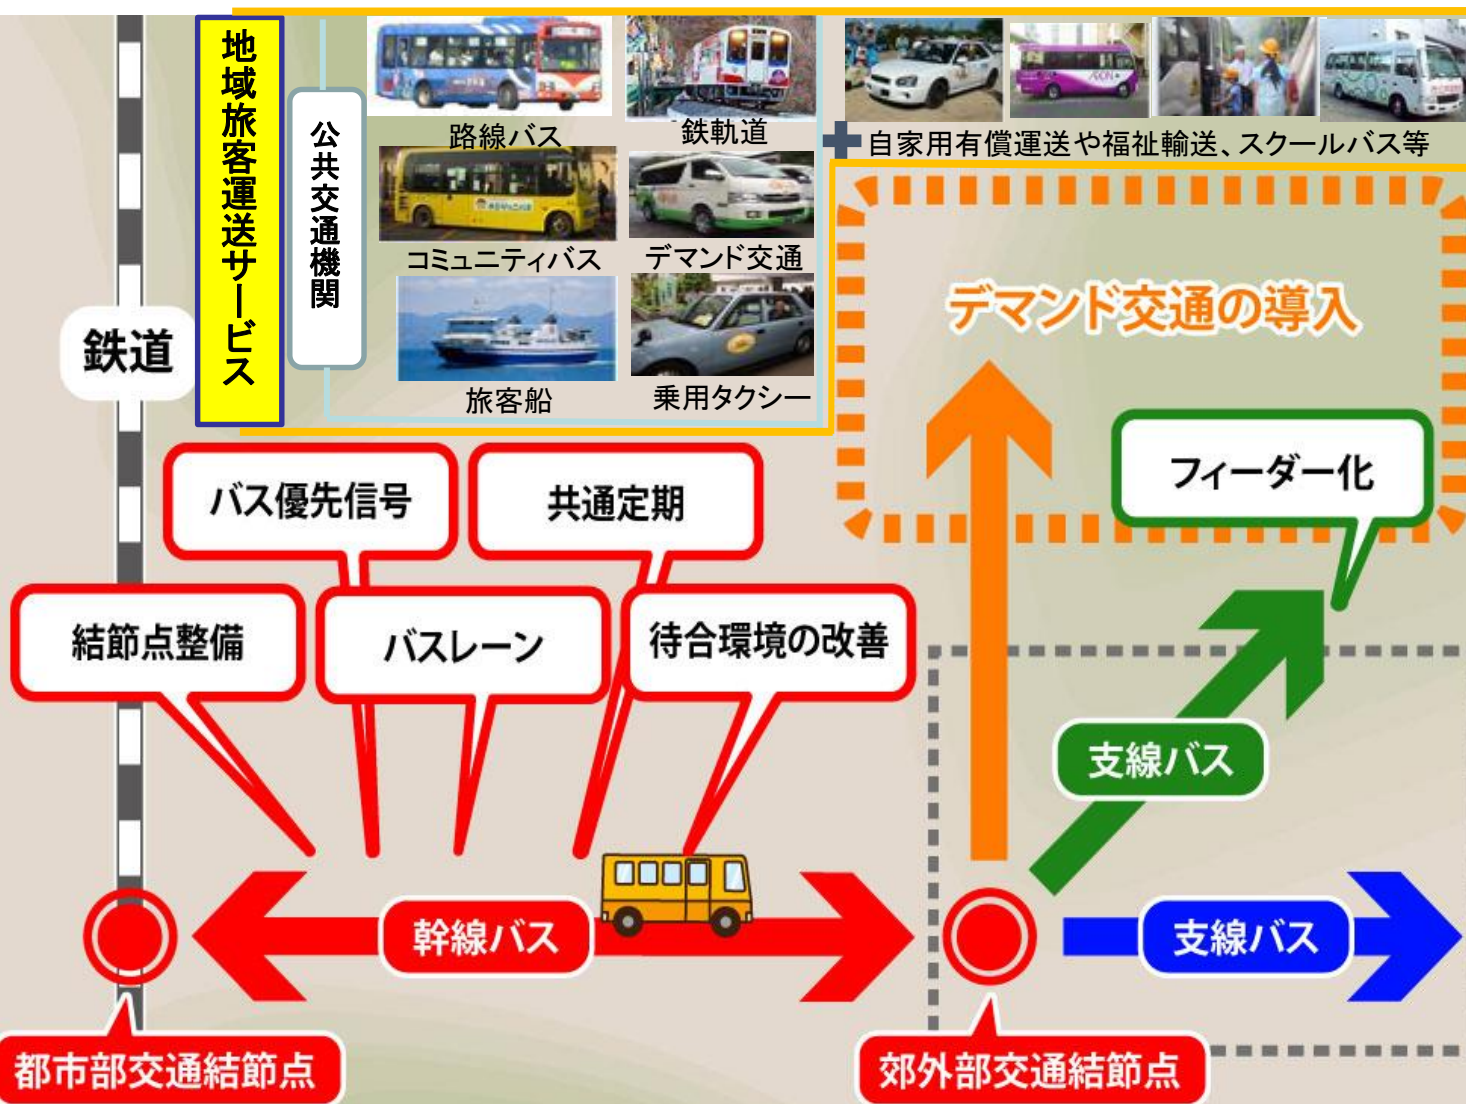 地域旅客運送サービス
公共交通機関
路線バス
鉄軌道
コミュニティバス
デマンド交通
旅客船
乗用タクシー
自家用有償運送や福祉輸送、スクールバス等
鉄道
デマンド交通の導入
フィーダー化
バス優先信号
共通定期
結節点整備
バスレーン
待合環境の改善
支線バス
幹線バス
支線バス
都市部交通結節点
郊外部交通結節点